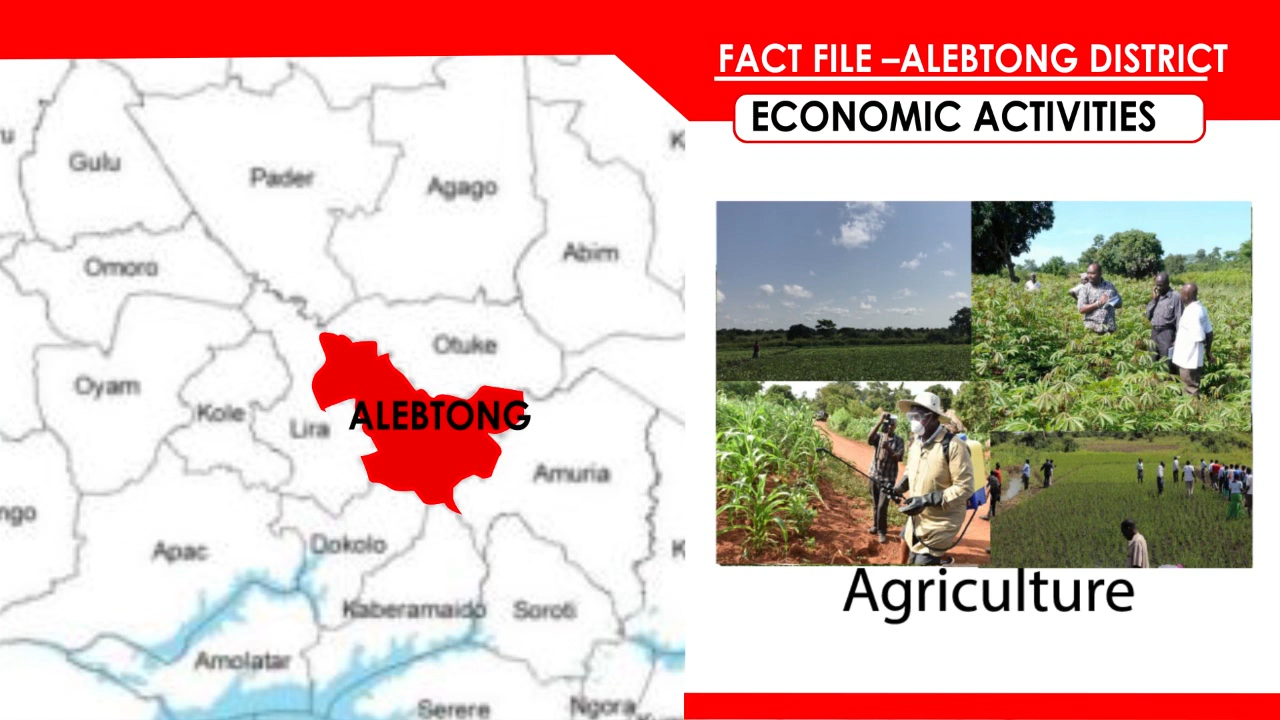 FACT FILE –ALEBTONG DISTRICT
ECONOMIC ACTIVITIES
Gulu
Pader
Agago
Abim
Omoro
Otuke
Oyam
Kole
Lira
ALEBTONG
Amuria
ngo
Apac
Dokolo
Kaberamaido
Soroti
Amolatar
Serere
Ngora
Agriculture